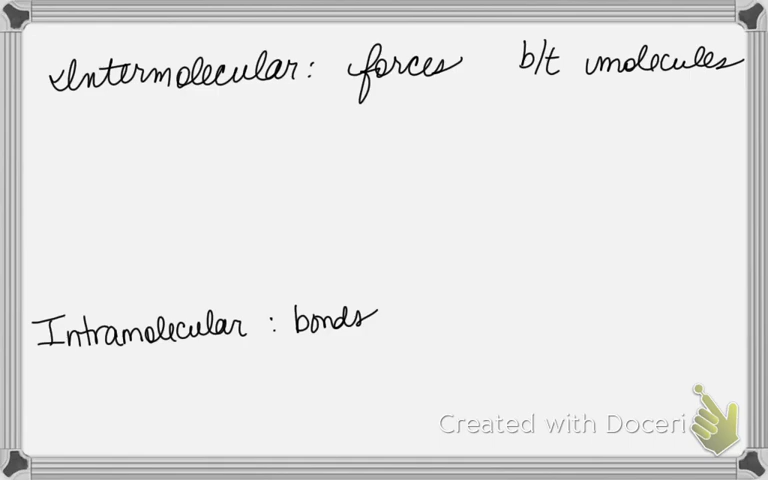 Intermolecular: forces b/t molecules
Intramolecular : bonds
Created with Doceri